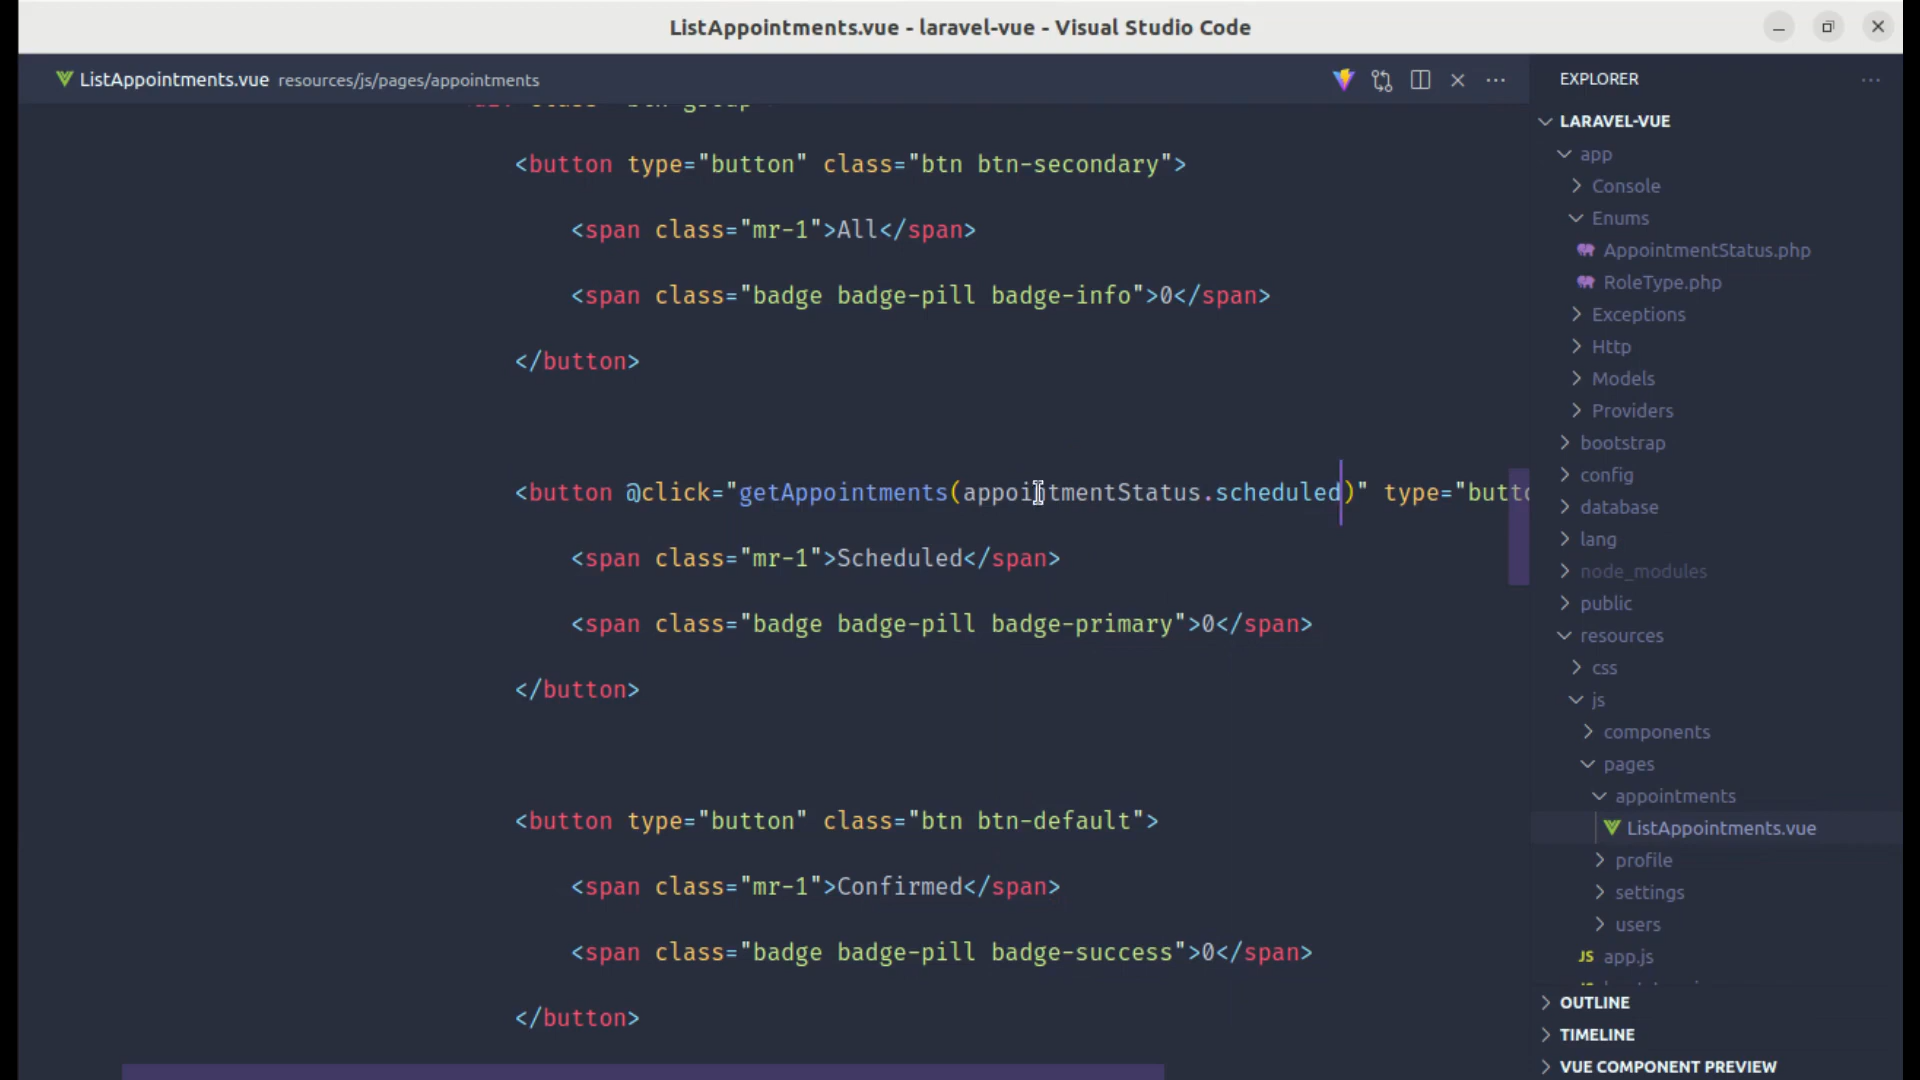 ListAppointments.vue - laravel-vue - Visual Studio Code
ListAppointments.vue resources/js/pages/appointments
<button type="button" class="btn btn-secondary">
<span class="mr-1">All</span>
<span class="badge badge-pill badge-info">0</span>
</button>
<button @click="getAppointments(appointmentStatus.scheduled)" type="butto
<span class="mr-1">Scheduled</span>
<span class="badge badge-pill badge-primary">0</span>
</button>
<button type="button" class="btn btn-default">
<span class="mr-1">Confirmed</span>
<span class="badge badge-pill badge-success">0</span>
</button>
EXPLORER
LARAVEL-VUE
app
Console
Enums
AppointmentStatus.php
RoleType.php
Exceptions
Http
Models
Providers
bootstrap
config
database
lang
node_modules
public
resources
css
js
components
pages
appointments
ListAppointments.vue
profile
settings
users
JS app.js
OUTLINE
TIMELINE
VUE COMPONENT PREVIEW